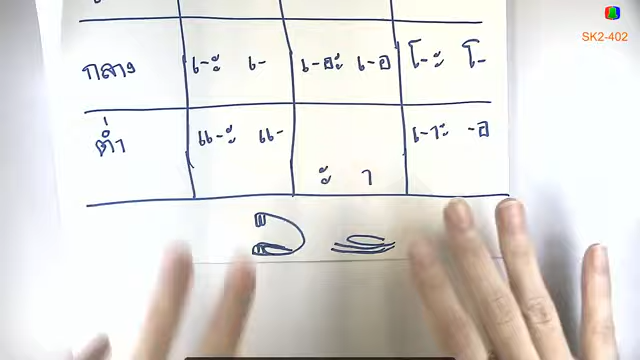 SK2-402
กลาง เ-ะ เ- เ-อะ เ-อ โ-ะ โ-
ต่ำ แ-ะ แ- เ-าะ -อ
ะ า